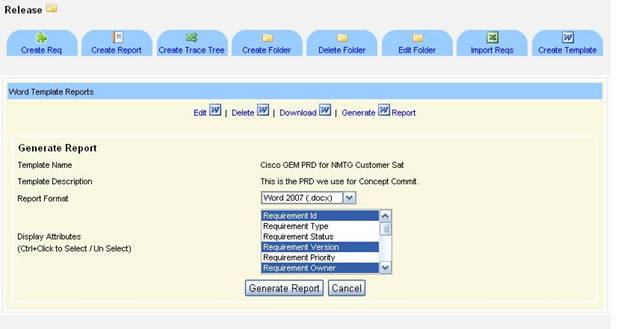 Release
Create Req Create Report Create Trace Tree Create Folder Delete Folder Edit Folder Import Reqs Create Template
Word Template Reports
Edit | Delete | Download | Generate Report
Generate Report
Template Name Cisco GEM PRD for NMTG Customer Sat
Template Description This is the PRD we use for Concept Commit.
Report Format Word 2007 (.docx)
Requirement Id
Requirement Type
Requirement Status
Display Attributes Requirement Version
(Ctrl+Click to Select / Un Select) Requirement Priority
Requirement Owner
Generate Report Cancel